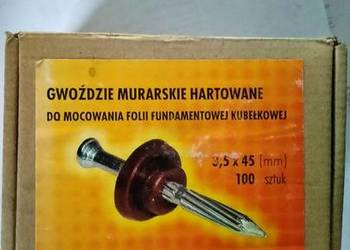 GWOŹDZIE MURARSKIE HARTOWANE
DO MOCOWANIA FOLII FUNDAMENTOWEJ KUBEŁKOWEJ
3,5 x 45 (mm)
100 sztuk